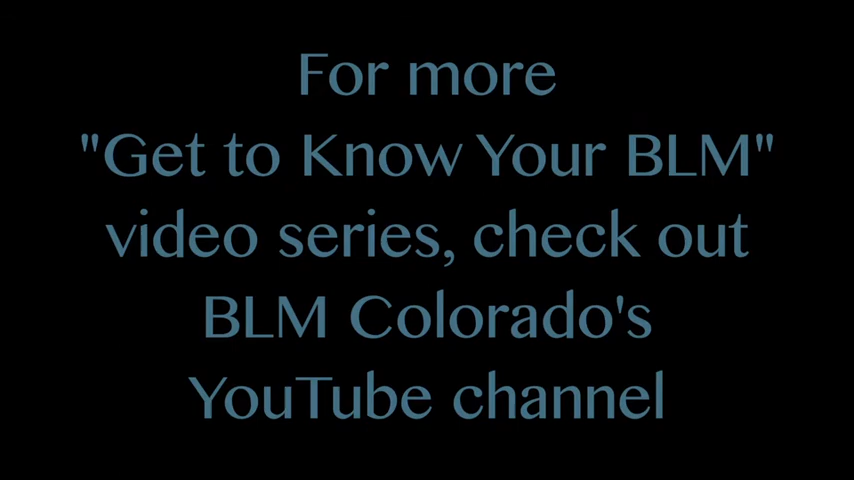 For more
"Get to Know Your BLM"
video series, check out
BLM Colorado's
YouTube channel